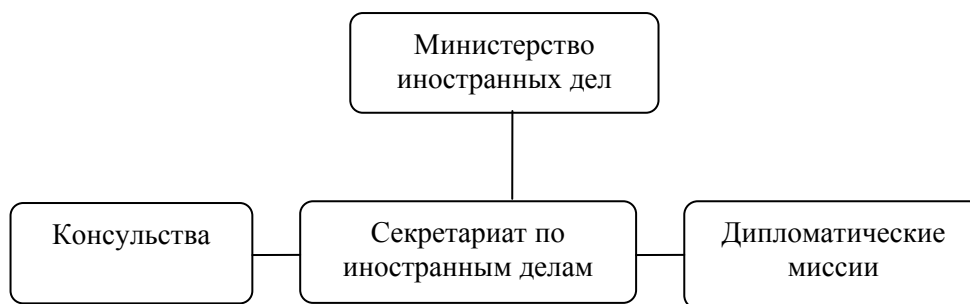 Министерство
иностранных дел
Консульства
Секретариат по
иностранным делам
Дипломатические
миссии